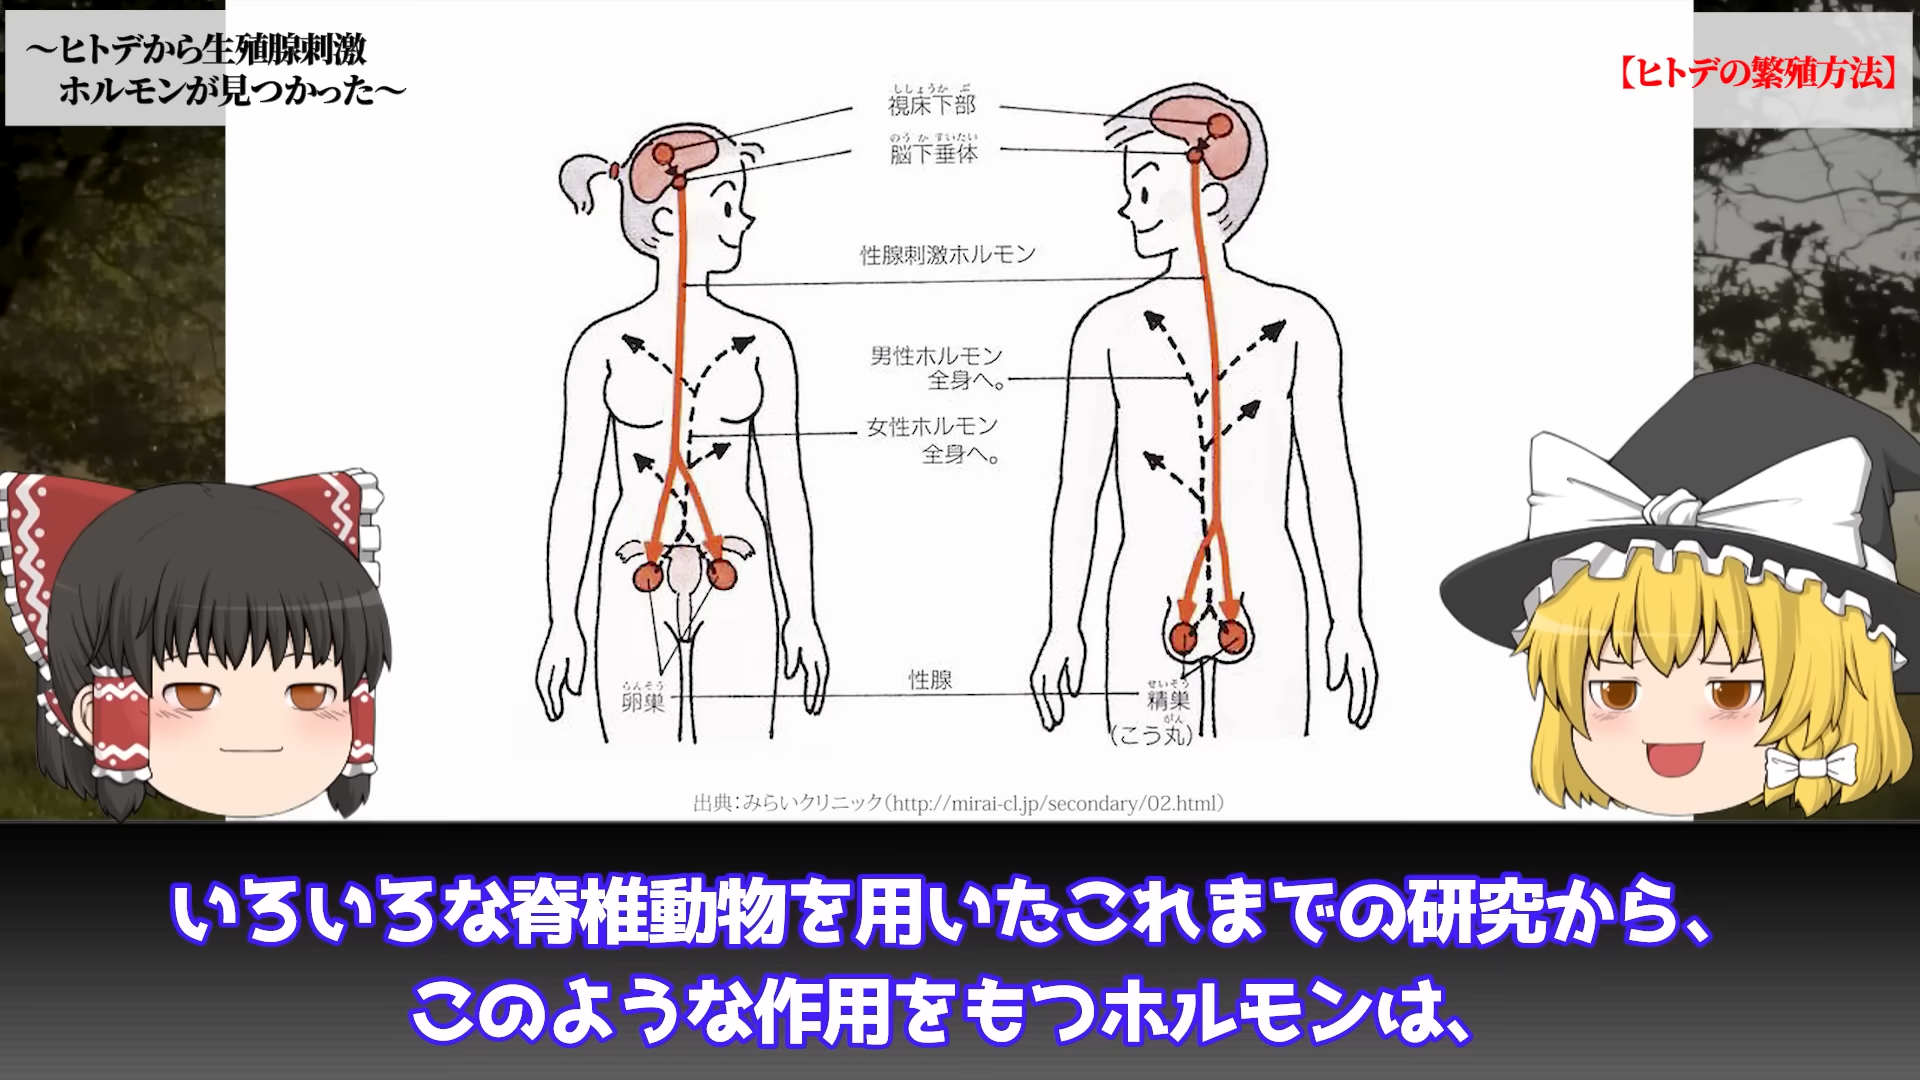 ～ヒトデから生殖腺刺激
ホルモンが見つかった～
【ヒトデの繁殖方法】
ししょうか ぶ
視床下部
のう か すいたい
脳下垂体
性腺刺激ホルモン
男性ホルモン
全身へ。
女性ホルモン
全身へ。
らんそう
卵巣
性腺
せいそう
精巣
がん
(こう丸)
出典：みらいクリニック（http://mirai-cl.jp/secondary/02.html）
いろいろな脊椎動物を用いたこれまでの研究から、
このような作用をもつホルモンは、